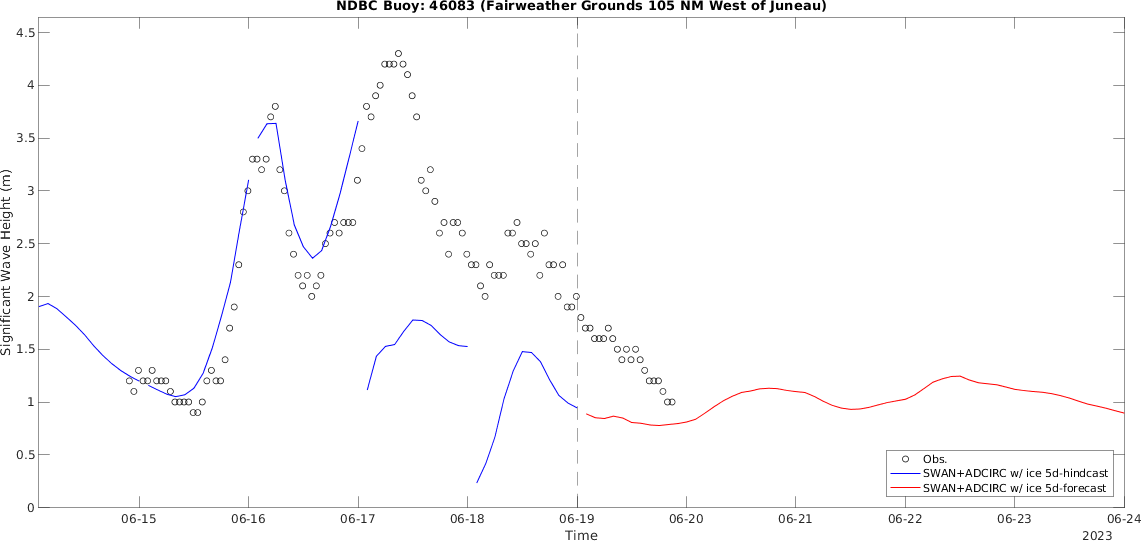 NDBC Buoy: 46083 (Fairweather Grounds 105 NM West of Juneau)
Significant Wave Height (m)
4.5
4
3.5
3
2.5
2
1.5
1
0.5
0
06-15 06-16 06-17 06-18 06-19 06-20 06-21 06-22 06-23 06-24
Time
2023
Obs.
SWAN+ADCIRC w/ ice 5d-hindcast
SWAN+ADCIRC w/ ice 5d-forecast